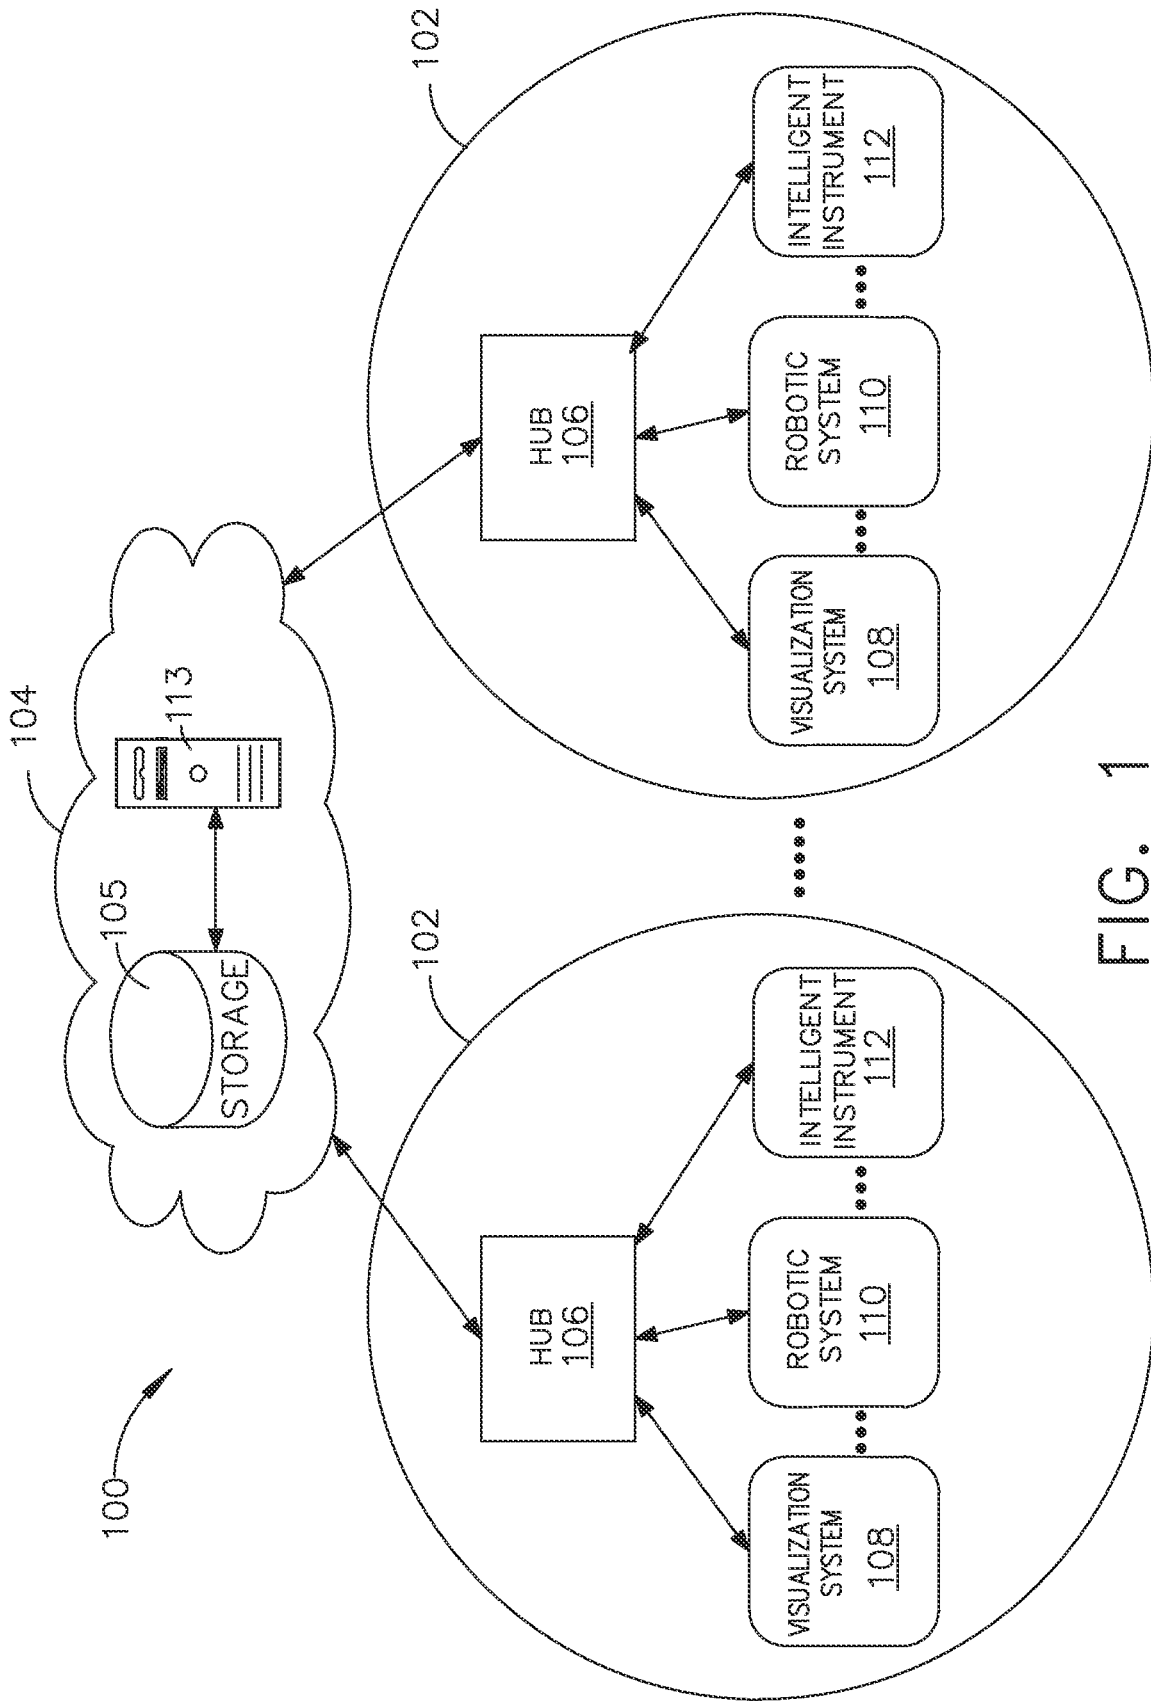 100
104
105
113
STORAGE
102
102
HUB
106
HUB
106
VISUALIZATION
SYSTEM
108
ROBOTIC
SYSTEM
110
INTELLIGENT
INSTRUMENT
112
VISUALIZATION
SYSTEM
108
ROBOTIC
SYSTEM
110
INTELLIGENT
INSTRUMENT
112
FIG. 1